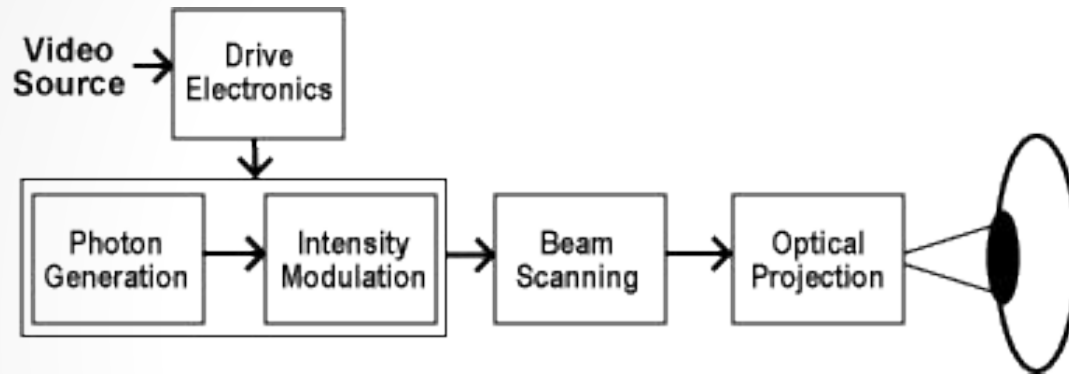 Video
Source
Drive
Electronics
Photon
Generation
Intensity
Modulation
Beam
Scanning
Optical
Projection